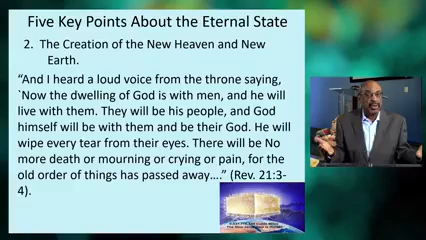 Five Key Points About the Eternal State
2. The Creation of the New Heaven and New
Earth.
“And I heard a loud voice from the throne saying,
`Now the dwelling of God is with men, and he will
live with them. They will be his people, and God
himself will be with them and be their God. He will
wipe every tear from their eyes. There will be No
more death or mourning or crying or pain, for the
old order of things has passed away....” (Rev. 21:3-
4).